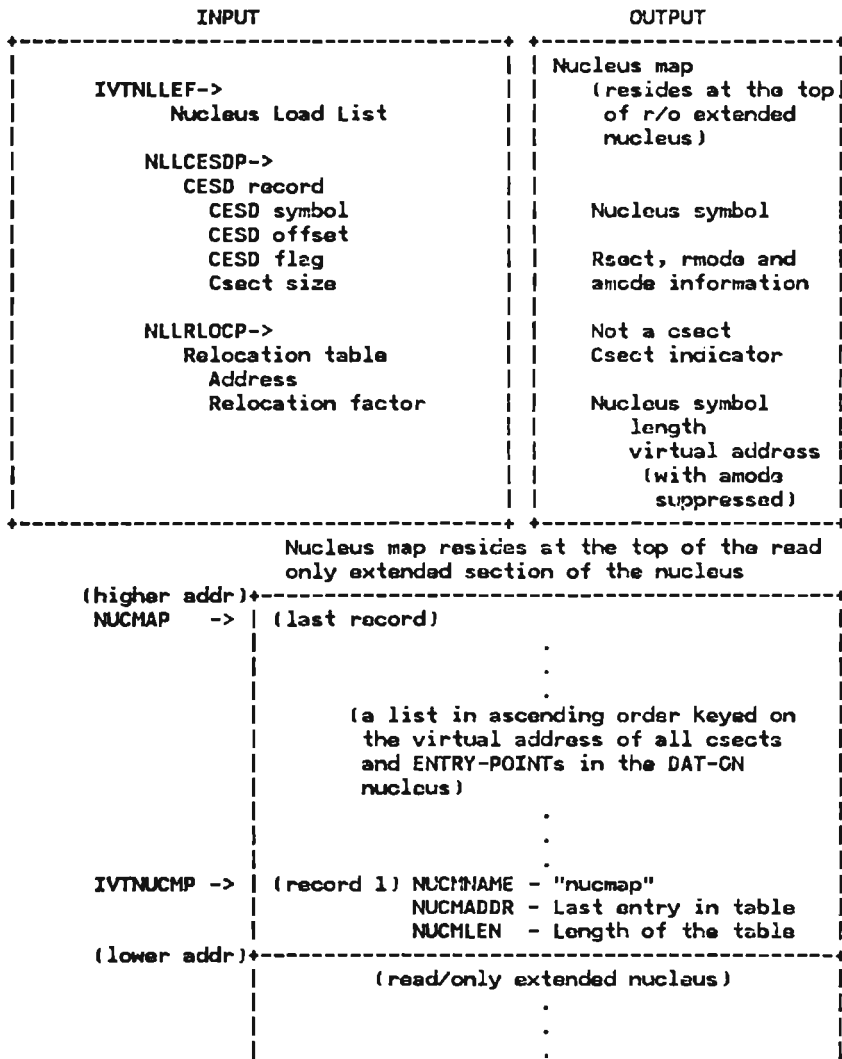 INPUT
OUTPUT
IVTNLLEF->
Nucleus Load List
NLLCESDP->
CESD record
CESD symbol
CESD offset
CESD flag
Csect size
NLLRLOCP->
Relocation table
Address
Relocation factor
Nucleus map
(resides at the top
of r/o extended
nucleus)
Nucleus symbol
Rsect, rmode and
amode information
Not a csect
Csect indicator
Nucleus symbol
length
virtual address
(with amode
suppressed)
Nucleus map resides at the top of the read
only extended section of the nucleus
(higher addr)
NUCMAP -> (last record)
.
.
.
(a list in ascending order keyed on
the virtual address of all csects
and ENTRY-POINTs in the DAT-ON
nucleus)
.
.
.
IVTNUCMP -> (record 1) NUCMNAME - "nucmap"
NUCMADDR - Last entry in table
NUCMLEN - Length of the table
(lower addr)
(read/only extended nucleus)
.
.
.